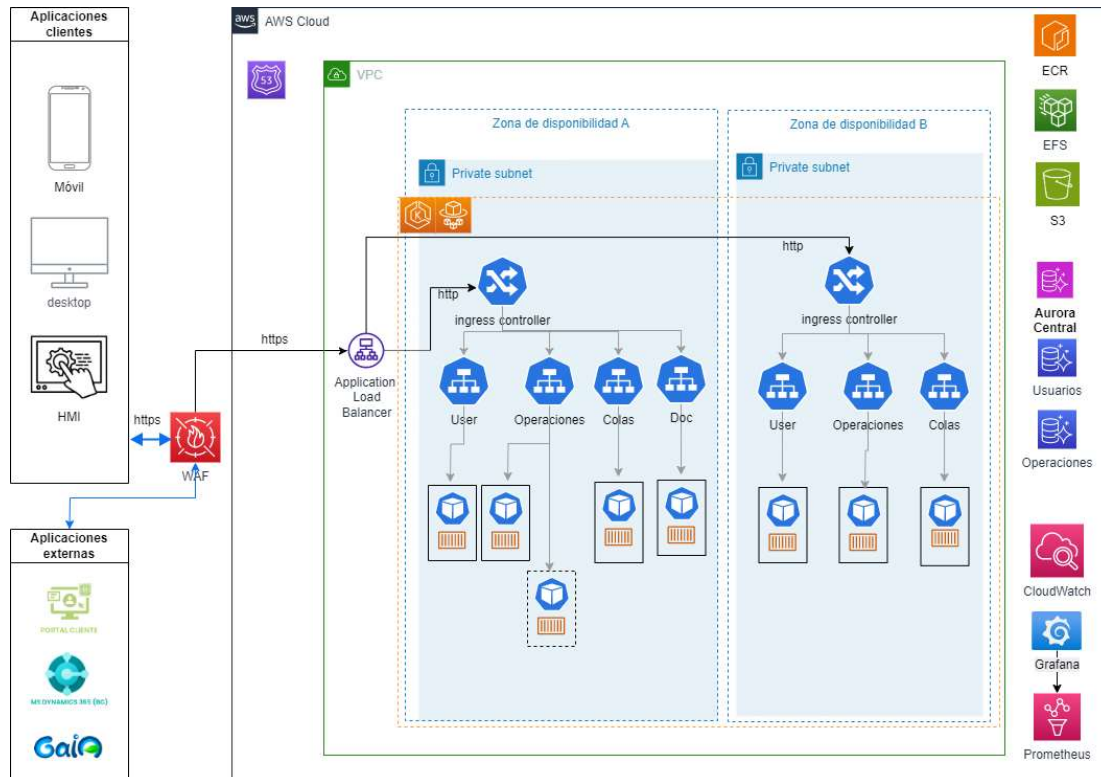 Aplicaciones
clientes
Móvil
desktop
HMI
https
WAF
Aplicaciones
externas
PORTAL CLIENTE
MS DYNAMICS 365 (BC)
GaiA
aws
AWS Cloud
S3
VPC
https
Application
Load
Balancer
http
http
Zona de disponibilidad A
Private subnet
K
ingress controller
User
Operaciones
Colas
Doc
Zona de disponibilidad B
Private subnet
ingress controller
User
Operaciones
Colas
ECR
EFS
S3
Aurora
Central
Usuarios
Operaciones
CloudWatch
Grafana
Prometheus